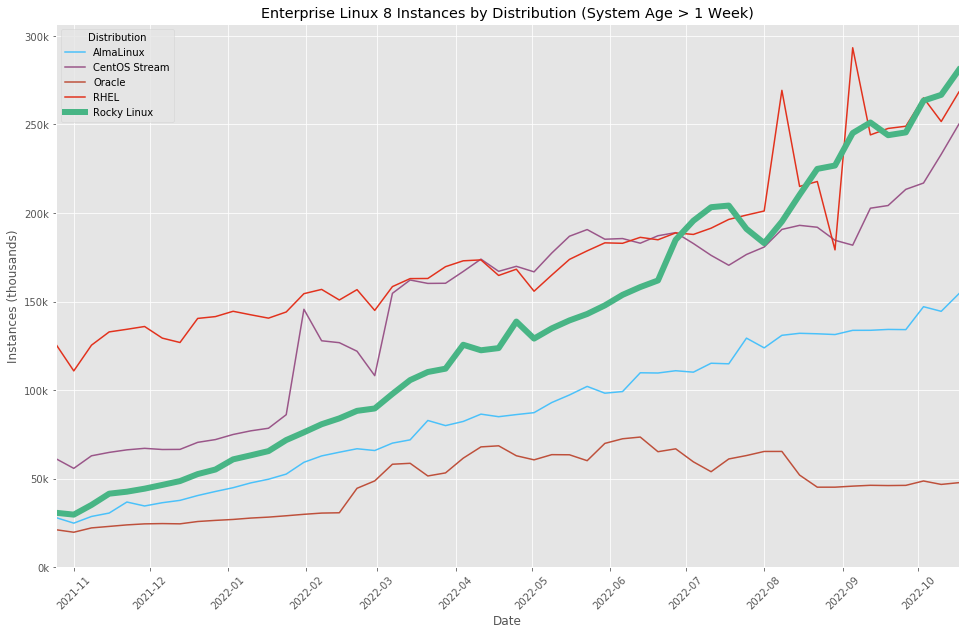 Enterprise Linux 8 Instances by Distribution (System Age > 1 Week)
Distribution
AlmaLinux
CentOS Stream
Oracle
RHEL
Rocky Linux
Instances (thousands)
300k
250k
200k
150k
100k
50k
0k
2021-11
2021-12
2022-01
2022-02
2022-03
2022-04
2022-05
2022-06
2022-07
2022-08
2022-09
2022-10
Date